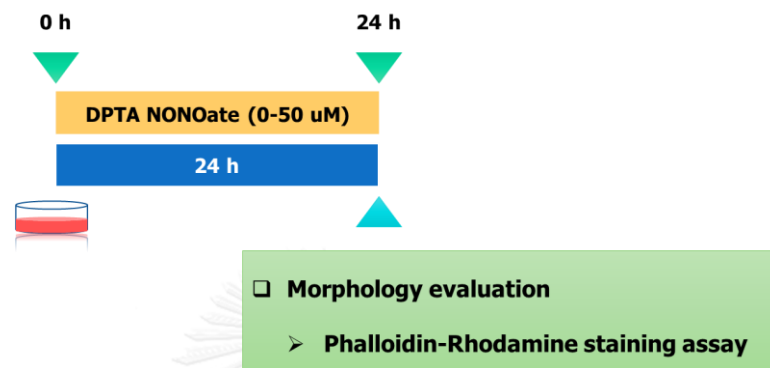 0 h
24 h
DPTA NONOate (0-50 uM)
24 h
❑ Morphology evaluation
➢ Phalloidin-Rhodamine staining assay